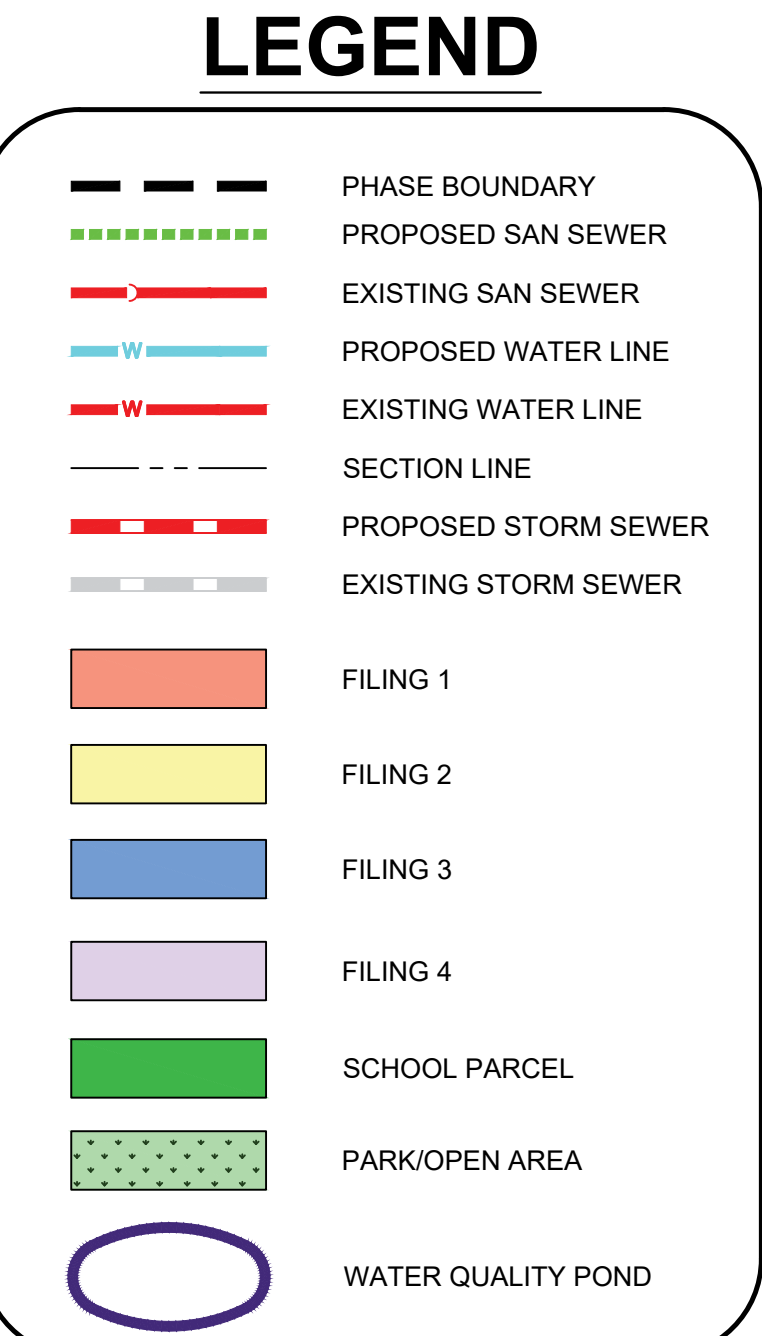 LEGEND
PHASE BOUNDARY
PROPOSED SAN SEWER
EXISTING SAN SEWER
W PROPOSED WATER LINE
W EXISTING WATER LINE
SECTION LINE
PROPOSED STORM SEWER
EXISTING STORM SEWER
FILING 1
FILING 2
FILING 3
FILING 4
SCHOOL PARCEL
PARK/OPEN AREA
WATER QUALITY POND